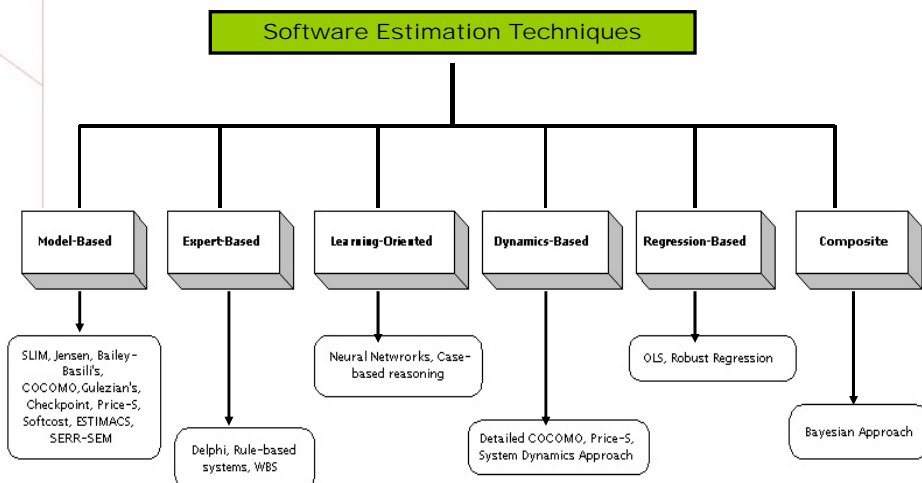 Software Estimation Techniques
Model-Based
Expert-Based
Learning-Oriented
Dynamics-Based
Regression-Based
Composite
SLIM, Jensen, Bailey-
Basili's,
COCOMO,Gulezian's,
Checkpoint, Price-S,
Softcost, ESTIMACS,
SERR-SEM
Delphi, Rule-based
systems, WBS
Neural Netwrorks, Case-
based reasoning
Detailed COCOMO, Price-S,
System Dynamics Approach
OLS, Robust Regression
Bayesian Approach